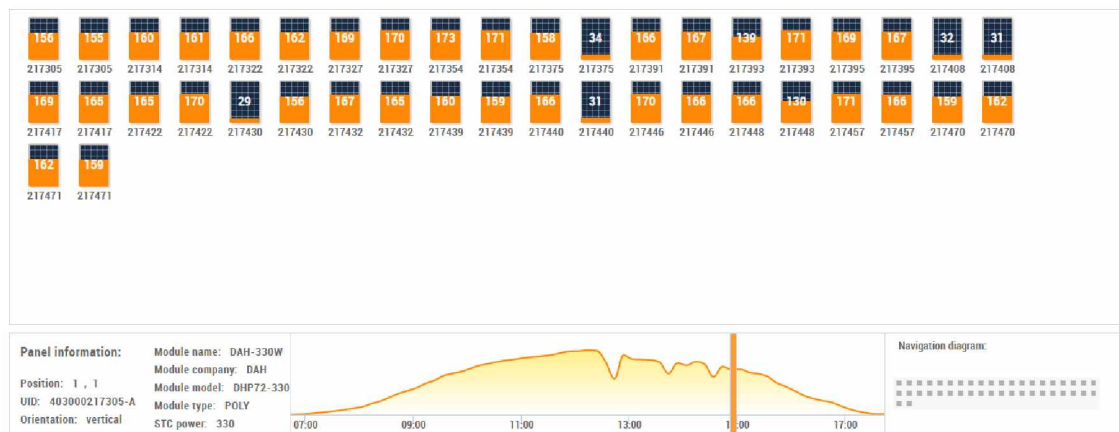 156 155 160 161 166 162 169 170 173 171 158 34 166 167 139 171 169 167 32 31
217305 217305 217314 217314 217322 217322 217327 217327 217354 217354 217375 217375 217391 217391 217393 217393 217395 217395 217408 217408
169 165 165 170 29 156 167 165 160 159 166 31 170 166 166 130 171 166 159 162
217417 217417 217422 217422 217430 217430 217432 217432 217439 217439 217440 217440 217446 217446 217448 217448 217457 217457 217470 217470
162 159
217471 217471
Panel information:
Position: 1 , 1
UID: 403000217305-A
Orientation: vertical
Module name: DAH-330W
Module company: DAH
Module model: DHP72-330
Module type: POLY
STC power: 330
07:00 09:00 11:00 13:00 17:00
Navigation diagram: